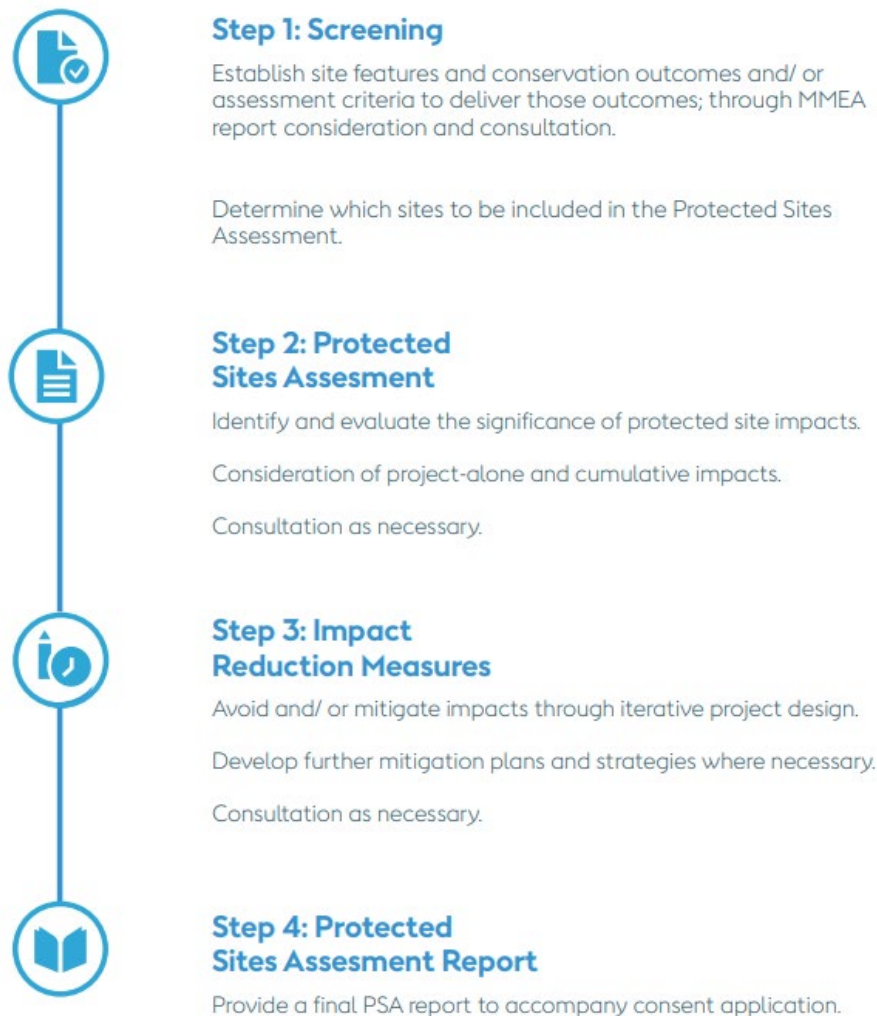 Step 1: Screening
Establish site features and conservation outcomes and/ or
assessment criteria to deliver those outcomes; through MMEA
report consideration and consultation.
Determine which sites to be included in the Protected Sites
Assessment.
Step 2: Protected
Sites Assesment
Identify and evaluate the significance of protected site impacts.
Consideration of project-alone and cumulative impacts.
Consultation as necessary.
Step 3: Impact
Reduction Measures
Avoid and/ or mitigate impacts through iterative project design.
Develop further mitigation plans and strategies where necessary.
Consultation as necessary.
Step 4: Protected
Sites Assesment Report
Provide a final PSA report to accompany consent application.